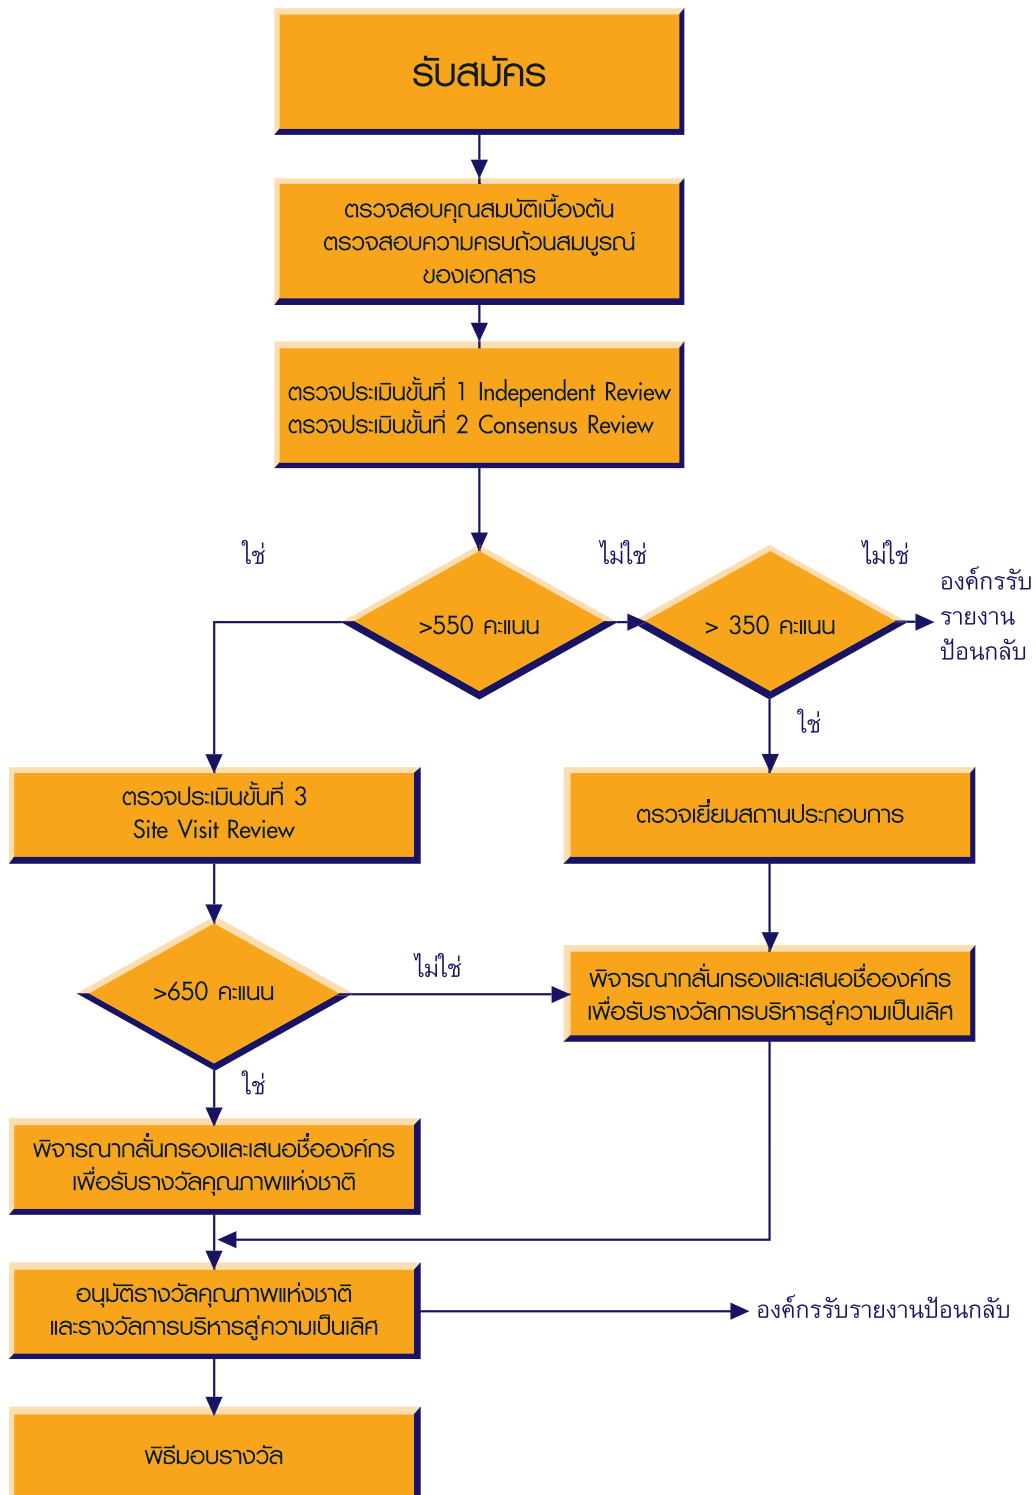 รับสมัคร
ตรวจสอบคุณสมบัติเบื้องต้น
ตรวจสอบความครบถ้วนสมบูรณ์
ของเอกสาร
ตรวจประเมินขั้นที่ 1 Independent Review
ตรวจประเมินขั้นที่ 2 Consensus Review
ใช่
ไม่ใช่
ไม่ใช่
>550 คะแนน
> 350 คะแนน
องค์กรรับ
รายงาน
ป้อนกลับ
ใช่
ตรวจประเมินขั้นที่ 3
Site Visit Review
ตรวจเยี่ยมสถานประกอบการ
>650 คะแนน
ไม่ใช่
พิจารณากลั่นกรองและเสนอชื่อองค์กร
เพื่อรับรางวัลการบริหารสู่ความเป็นเลิศ
ใช่
พิจารณากลั่นกรองและเสนอชื่อองค์กร
เพื่อรับรางวัลคุณภาพแห่งชาติ
อนุมัติรางวัลคุณภาพแห่งชาติ
และรางวัลการบริหารสู่ความเป็นเลิศ
องค์กรรับรายงานป้อนกลับ
พิธีมอบรางวัล